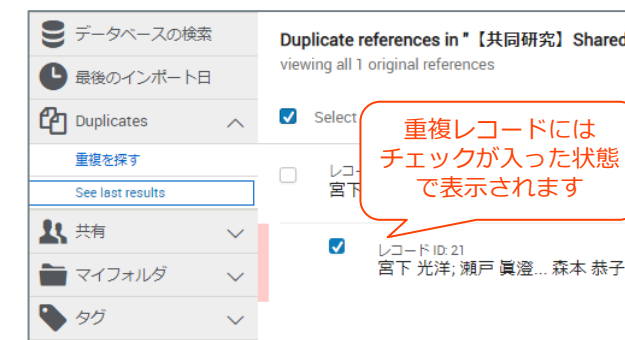 データベースの検索
最後のインポート日
Duplicates
重複を探す
See last results
共有
マイフォルダ
タグ
Duplicate references in "【共同研究】Shared
viewing all 1 original references
Select
重複レコードには
チェックが入った状態
で表示されます
レコー
宮下
レコード ID: 21
宮下 光洋; 瀬戸 眞澄... 森本 恭子